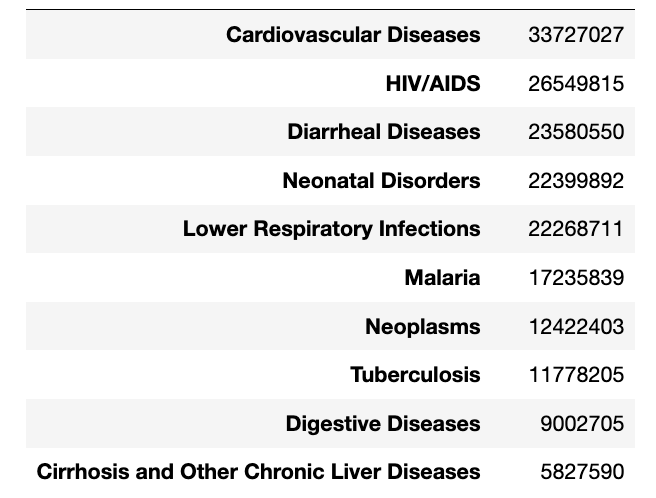 Cardiovascular Diseases 33727027
HIV/AIDS 26549815
Diarrheal Diseases 23580550
Neonatal Disorders 22399892
Lower Respiratory Infections 22268711
Malaria 17235839
Neoplasms 12422403
Tuberculosis 11778205
Digestive Diseases 9002705
Cirrhosis and Other Chronic Liver Diseases 5827590